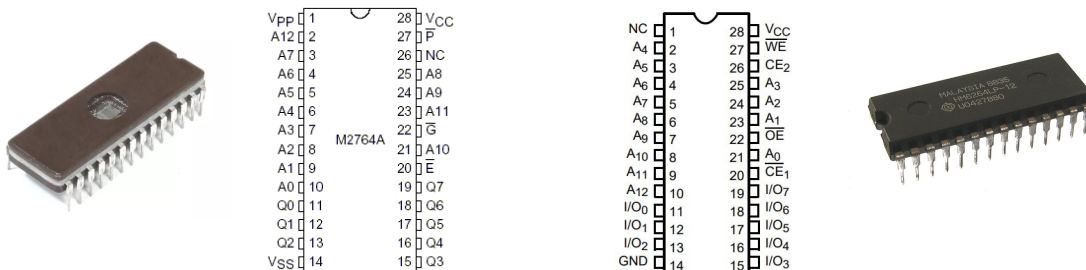 VPP 1 28 VCC
A12 2 27 P̅
A7 3 26 NC
A6 4 25 A8
A5 5 24 A9
A4 6 23 A11
A3 7 22 G̅
M2764A
A2 8 21 A10
A1 9 20 E̅
A0 10 19 Q7
Q0 11 18 Q6
Q1 12 17 Q5
Q2 13 16 Q4
VSS 14 15 Q3
NC 1 28 VCC
A4 2 27 W̅E̅
A5 3 26 CE2
A6 4 25 A3
A7 5 24 A2
A8 6 23 A1
A9 7 22 O̅E̅
A10 8 21 A0
A11 9 20 C̅E̅1
A12 10 19 I/O7
I/O0 11 18 I/O6
I/O1 12 17 I/O5
I/O2 13 16 I/O4
GND 14 15 I/O3
MALAYSIA 8835
HM6264LP-12
U0427BB0